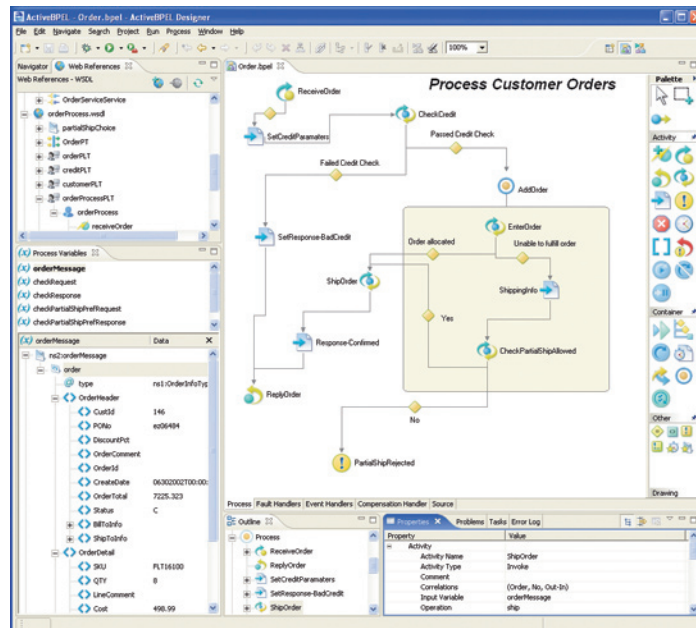 ActiveBPEL - Order.bpel - ActiveBPEL Designer
File Edit Navigate Search Project Run Process Window Help
100%
Navigator Web References
Web References - WSDL
OrderServiceService
orderProcess.wsdl
partialShipChoice
OrderPT
orderPLT
creditPLT
customerPLT
orderProcessPLT
orderProcess
receiveOrder
Process Variables
orderMessage
checkRequest
checkResponse
checkPartialShipPrefRequest
checkPartialShipPrefResponse
orderMessage Data
ns2:orderMessage
order
type ns1:OrderInfoTyp
OrderHeader
CustId 146
PONo ez06484
DiscountPct
OrderComment
OrderId
CreateDate 06302002T00:00:
OrderTotal 7225.323
Status C
BillToInfo
ShipToInfo
OrderDetail
SKU FLT16100
QTY 8
LineComment
Cost 498.99
Order.bpel
Process Customer Orders
ReceiveOrder
CheckCredit
SetCreditParamaters
Passed Credit Check
Failed Credit Check
AddOrder
EnterOrder
SetResponse-BadCredit
Order allocated
Unable to fulfill order
ShipOrder
ShippingInfo
Yes
Response-Confirmed
CheckPartialShipAllowed
ReplyOrder
No
PartialShipRejected
Process Fault Handlers Event Handlers Compensation Handler Source
Palette
Activity
Container
Other
Drawing
Outline
Process
ReceiveOrder
ReplyOrder
SetCreditParamaters
SetResponse-BadCredit
ShipOrder
Properties Problems Tasks Error Log
Property Value
Activity
Activity Name ShipOrder
Activity Type Invoke
Comment
Correlations (Order, No, Out-In)
Input Variable orderMessage
Operation ship